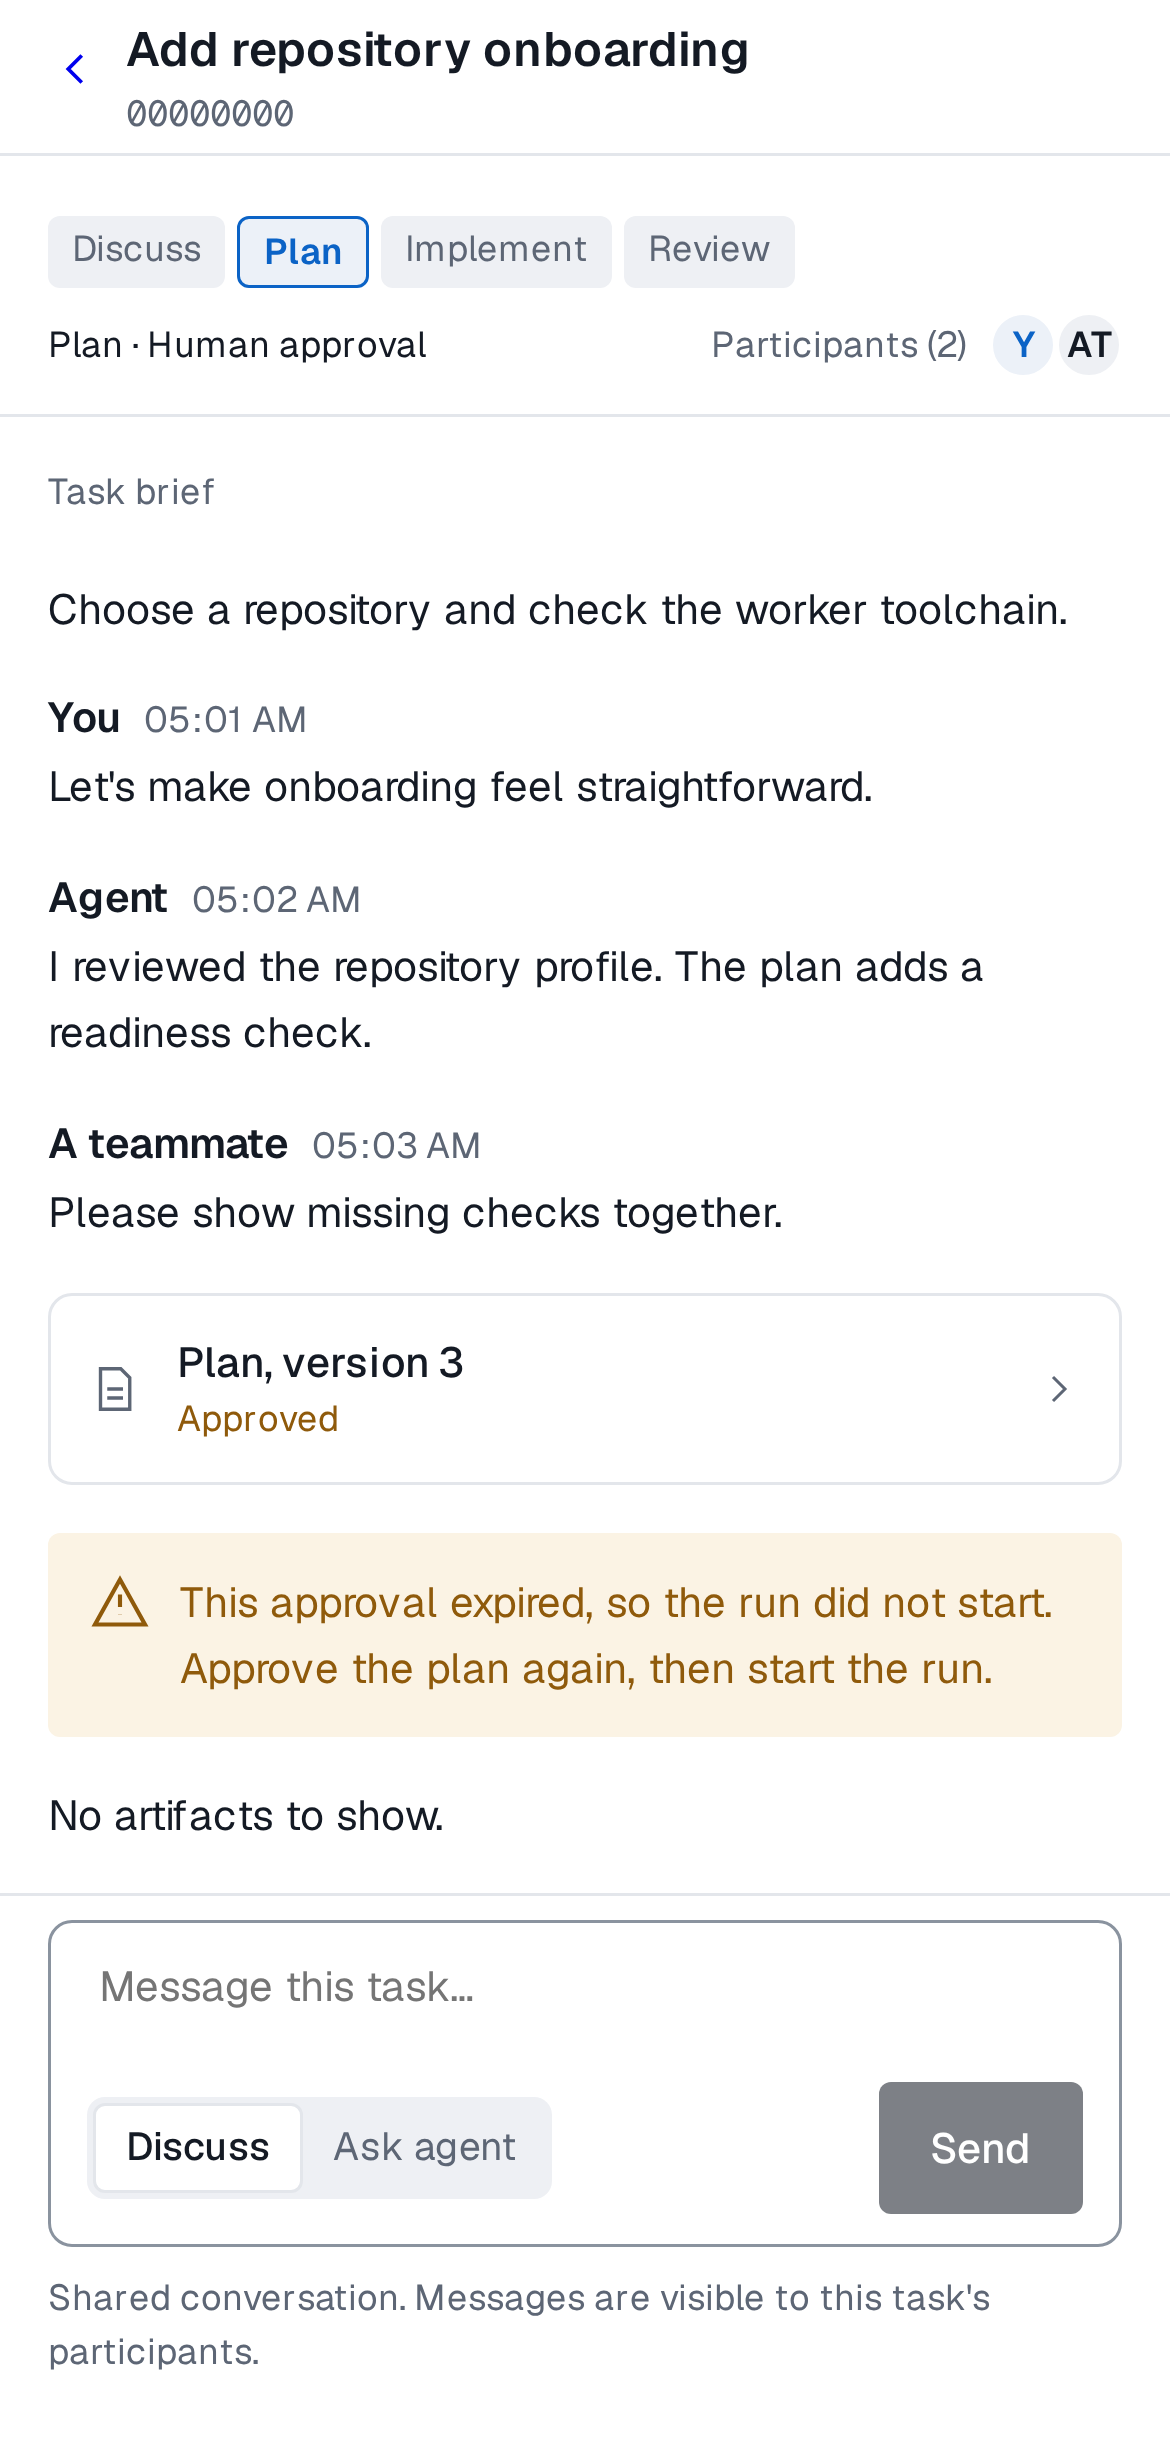 Add repository onboarding
00000000
Discuss Plan Implement Review
Plan · Human approval Participants (2) Y AT
Task brief
Choose a repository and check the worker toolchain.
You 05:01 AM
Let's make onboarding feel straightforward.
Agent 05:02 AM
I reviewed the repository profile. The plan adds a
readiness check.
A teammate 05:03 AM
Please show missing checks together.
Plan, version 3
Approved
This approval expired, so the run did not start.
Approve the plan again, then start the run.
No artifacts to show.
Message this task…
Discuss Ask agent Send
Shared conversation. Messages are visible to this task's
participants.